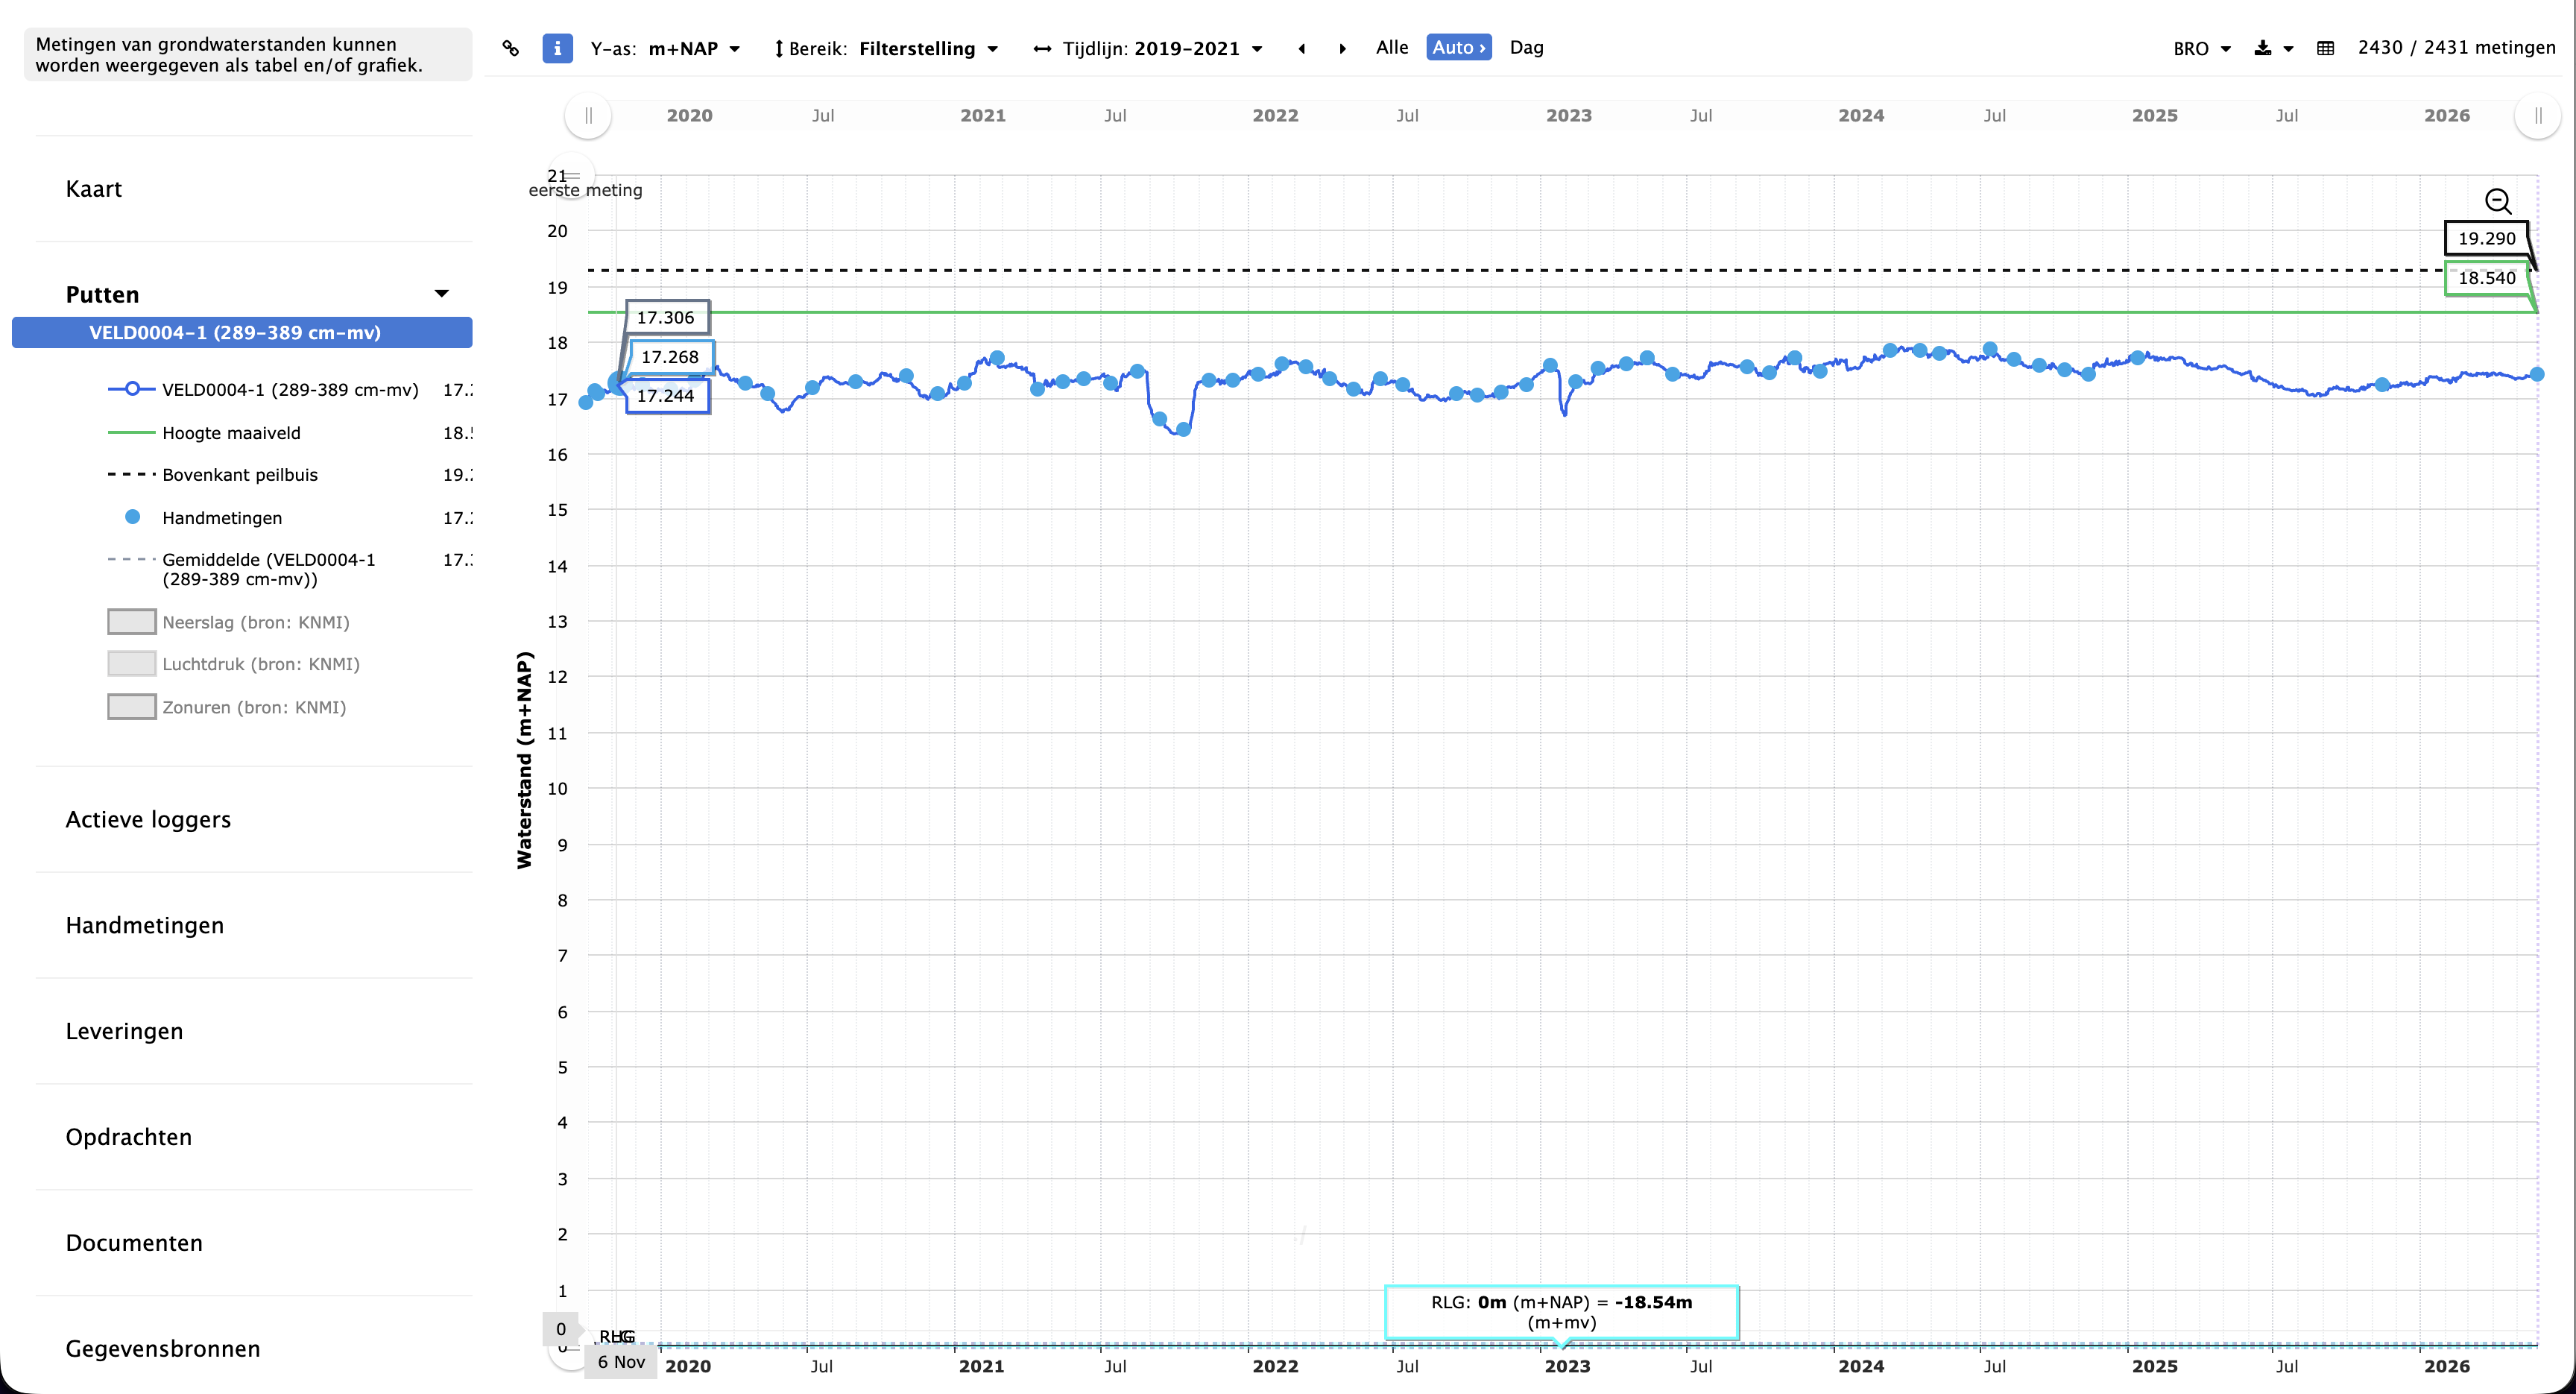 Metingen van grondwaterstanden kunnen
worden weergegeven als tabel en/of grafiek.
Kaart
Putten
VELD0004-1 (289-389 cm-mv)
VELD0004-1 (289-389 cm-mv) 17.
Hoogte maaiveld 18.
Bovenkant peilbuis 19.
Handmetingen 17.
Gemiddelde (VELD0004-1 17.
(289-389 cm-mv))
Neerslag (bron: KNMI)
Luchtdruk (bron: KNMI)
Zonuren (bron: KNMI)
Actieve loggers
Handmetingen
Leveringen
Opdrachten
Documenten
Gegevensbronnen
i Y-as: m+NAP Bereik: Filterstelling Tijdlijn: 2019-2021 Alle Auto › Dag BRO 2430 / 2431 metingen
2020 Jul 2021 Jul 2022 Jul 2023 Jul 2024 Jul 2025 Jul 2026
21
eerste meting
20
19
18
17
16
15
14
13
12
11
10
9
8
7
6
5
4
3
2
1
0
Waterstand (m+NAP)
19.290
18.540
17.306
17.268
17.244
RLG: 0m (m+NAP) = -18.54m
(m+mv)
6 Nov 2020 Jul 2021 Jul 2022 Jul 2023 Jul 2024 Jul 2025 Jul 2026